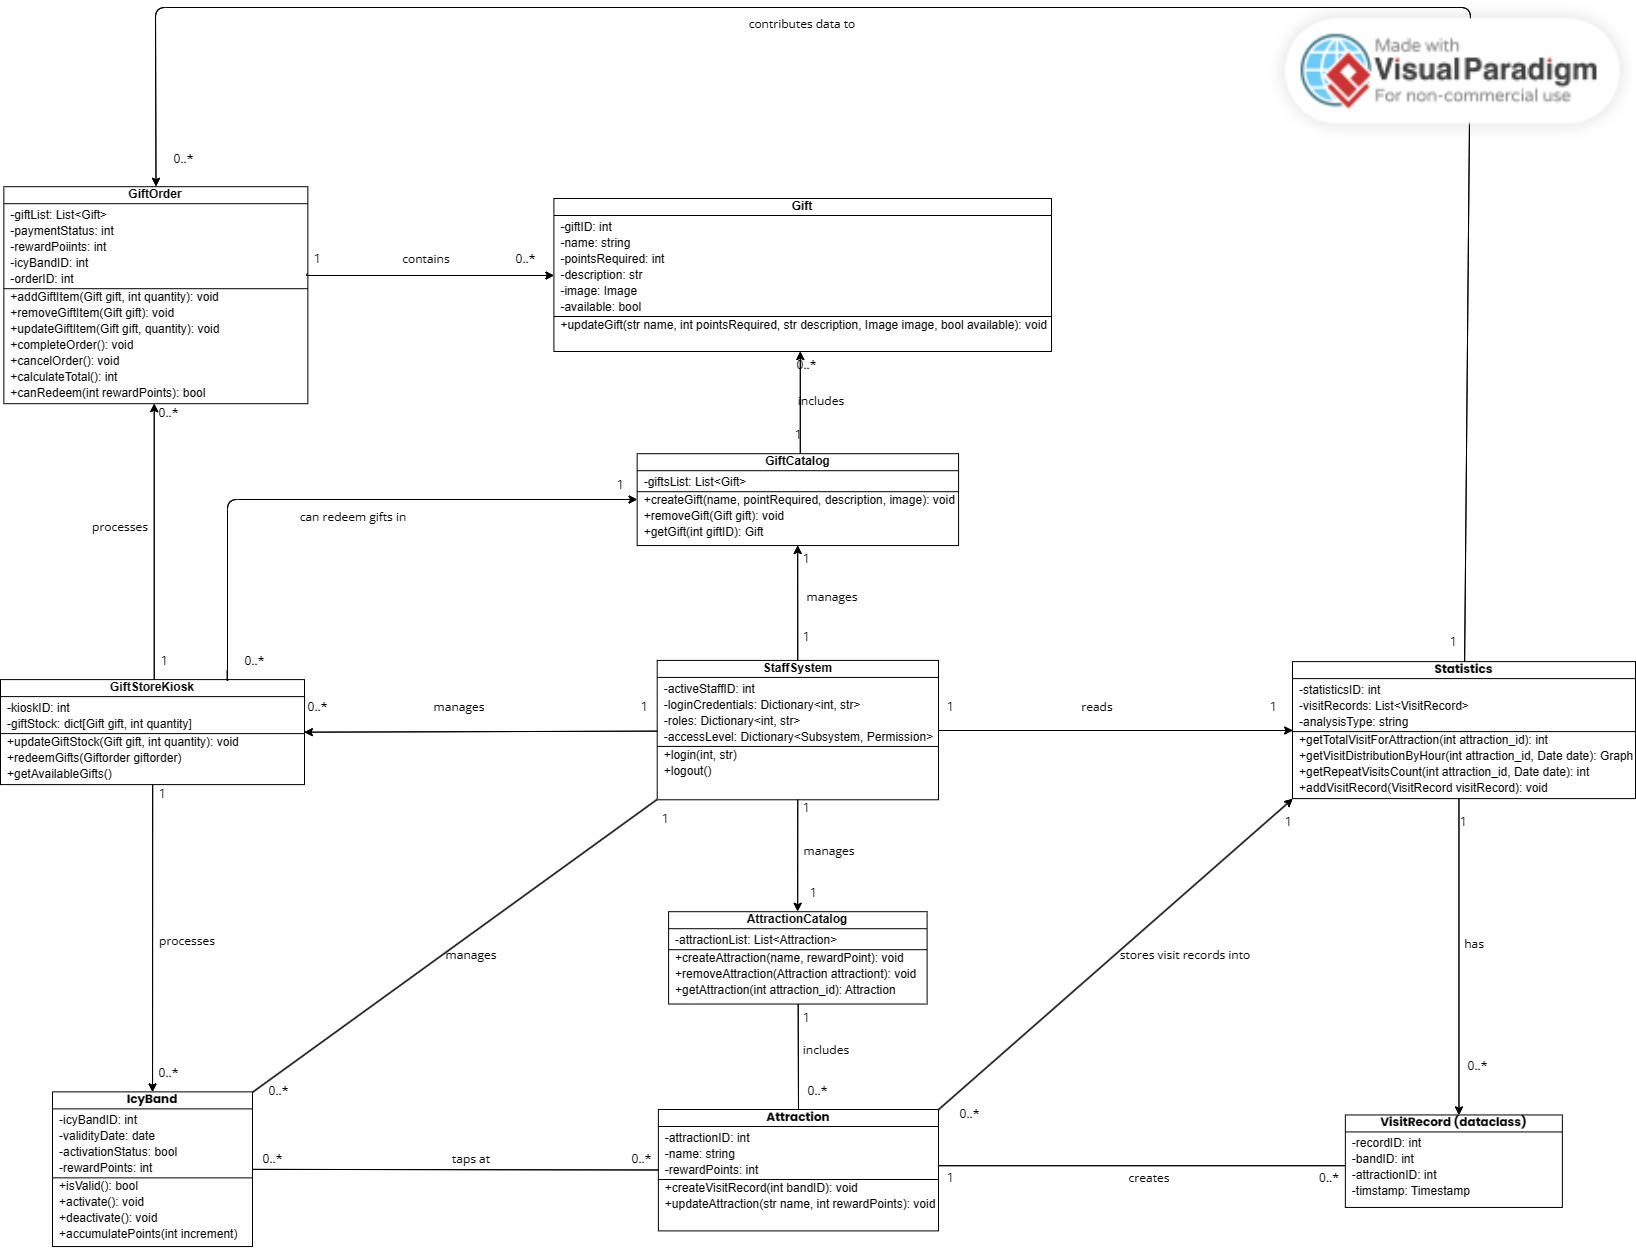 contributes data to
Made with
Visual Paradigm
For non-commercial use
0..*
GiftOrder
-giftList: List<Gift>
-paymentStatus: int
-rewardPoiints: int
-icyBandID: int
-orderID: int
+addGiftItem(Gift gift, int quantity): void
+removeGiftItem(Gift gift): void
+updateGiftItem(Gift gift, quantity): void
+completeOrder(): void
+cancelOrder(): void
+calculateTotal(): int
+canRedeem(int rewardPoints): bool
1
contains
0..*
Gift
-giftID: int
-name: string
-pointsRequired: int
-description: str
-image: Image
-available: bool
+updateGift(str name, int pointsRequired, str description, Image image, bool available): void
0..*
includes
1
0..*
GiftCatalog
-giftsList: List<Gift>
+createGift(name, pointRequired, description, image): void
+removeGift(Gift gift): void
+getGift(int giftID): Gift
1
can redeem gifts in
processes
1
manages
1
1
1
0..*
GiftStoreKiosk
-kioskID: int
-giftStock: dict[Gift gift, int quantity]
+updateGiftStock(Gift gift, int quantity): void
+redeemGifts(Giftorder giftorder)
+getAvailableGifts()
0..*
manages
1
StaffSystem
-activeStaffID: int
-loginCredentials: Dictionary<int, str>
-roles: Dictionary<int, str>
-accessLevel: Dictionary<Subsystem, Permission>
+login(int, str)
+logout()
1
reads
1
Statistics
-statisticsID: int
-visitRecords: List<VisitRecord>
-analysisType: string
+getTotalVisitForAttraction(int attraction_id): int
+getVisitDistributionByHour(int attraction_id, Date date): Graph
+getRepeatVisitsCount(int attraction_id, Date date): int
+addVisitRecord(VisitRecord visitRecord): void
1
1
1
1
1
manages
1
AttractionCatalog
-attractionList: List<Attraction>
+createAttraction(name, rewardPoint): void
+removeAttraction(Attraction attractiont): void
+getAttraction(int attraction_id): Attraction
processes
manages
stores visit records into
has
1
includes
0..*
0..*
0..*
0..*
0..*
IcyBand
-icyBandID: int
-validityDate: date
-activationStatus: bool
-rewardPoints: int
+isValid(): bool
+activate(): void
+deactivate(): void
+accumulatePoints(int increment)
0..*
taps at
0..*
Attraction
-attractionID: int
-name: string
-rewardPoints: int
+createVisitRecord(int bandID): void
+updateAttraction(str name, int rewardPoints): void
1
creates
0..*
VisitRecord (dataclass)
-recordID: int
-bandID: int
-attractionID: int
-timstamp: Timestamp